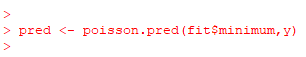 >
> pred <- poisson.pred(fit$minimum,y)
>